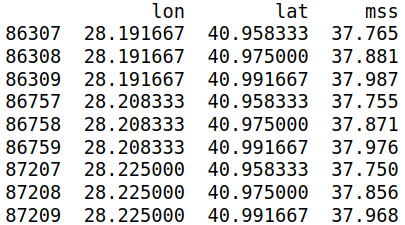 lon lat mss
86307 28.191667 40.958333 37.765
86308 28.191667 40.975000 37.881
86309 28.191667 40.991667 37.987
86757 28.208333 40.958333 37.755
86758 28.208333 40.975000 37.871
86759 28.208333 40.991667 37.976
87207 28.225000 40.958333 37.750
87208 28.225000 40.975000 37.856
87209 28.225000 40.991667 37.968